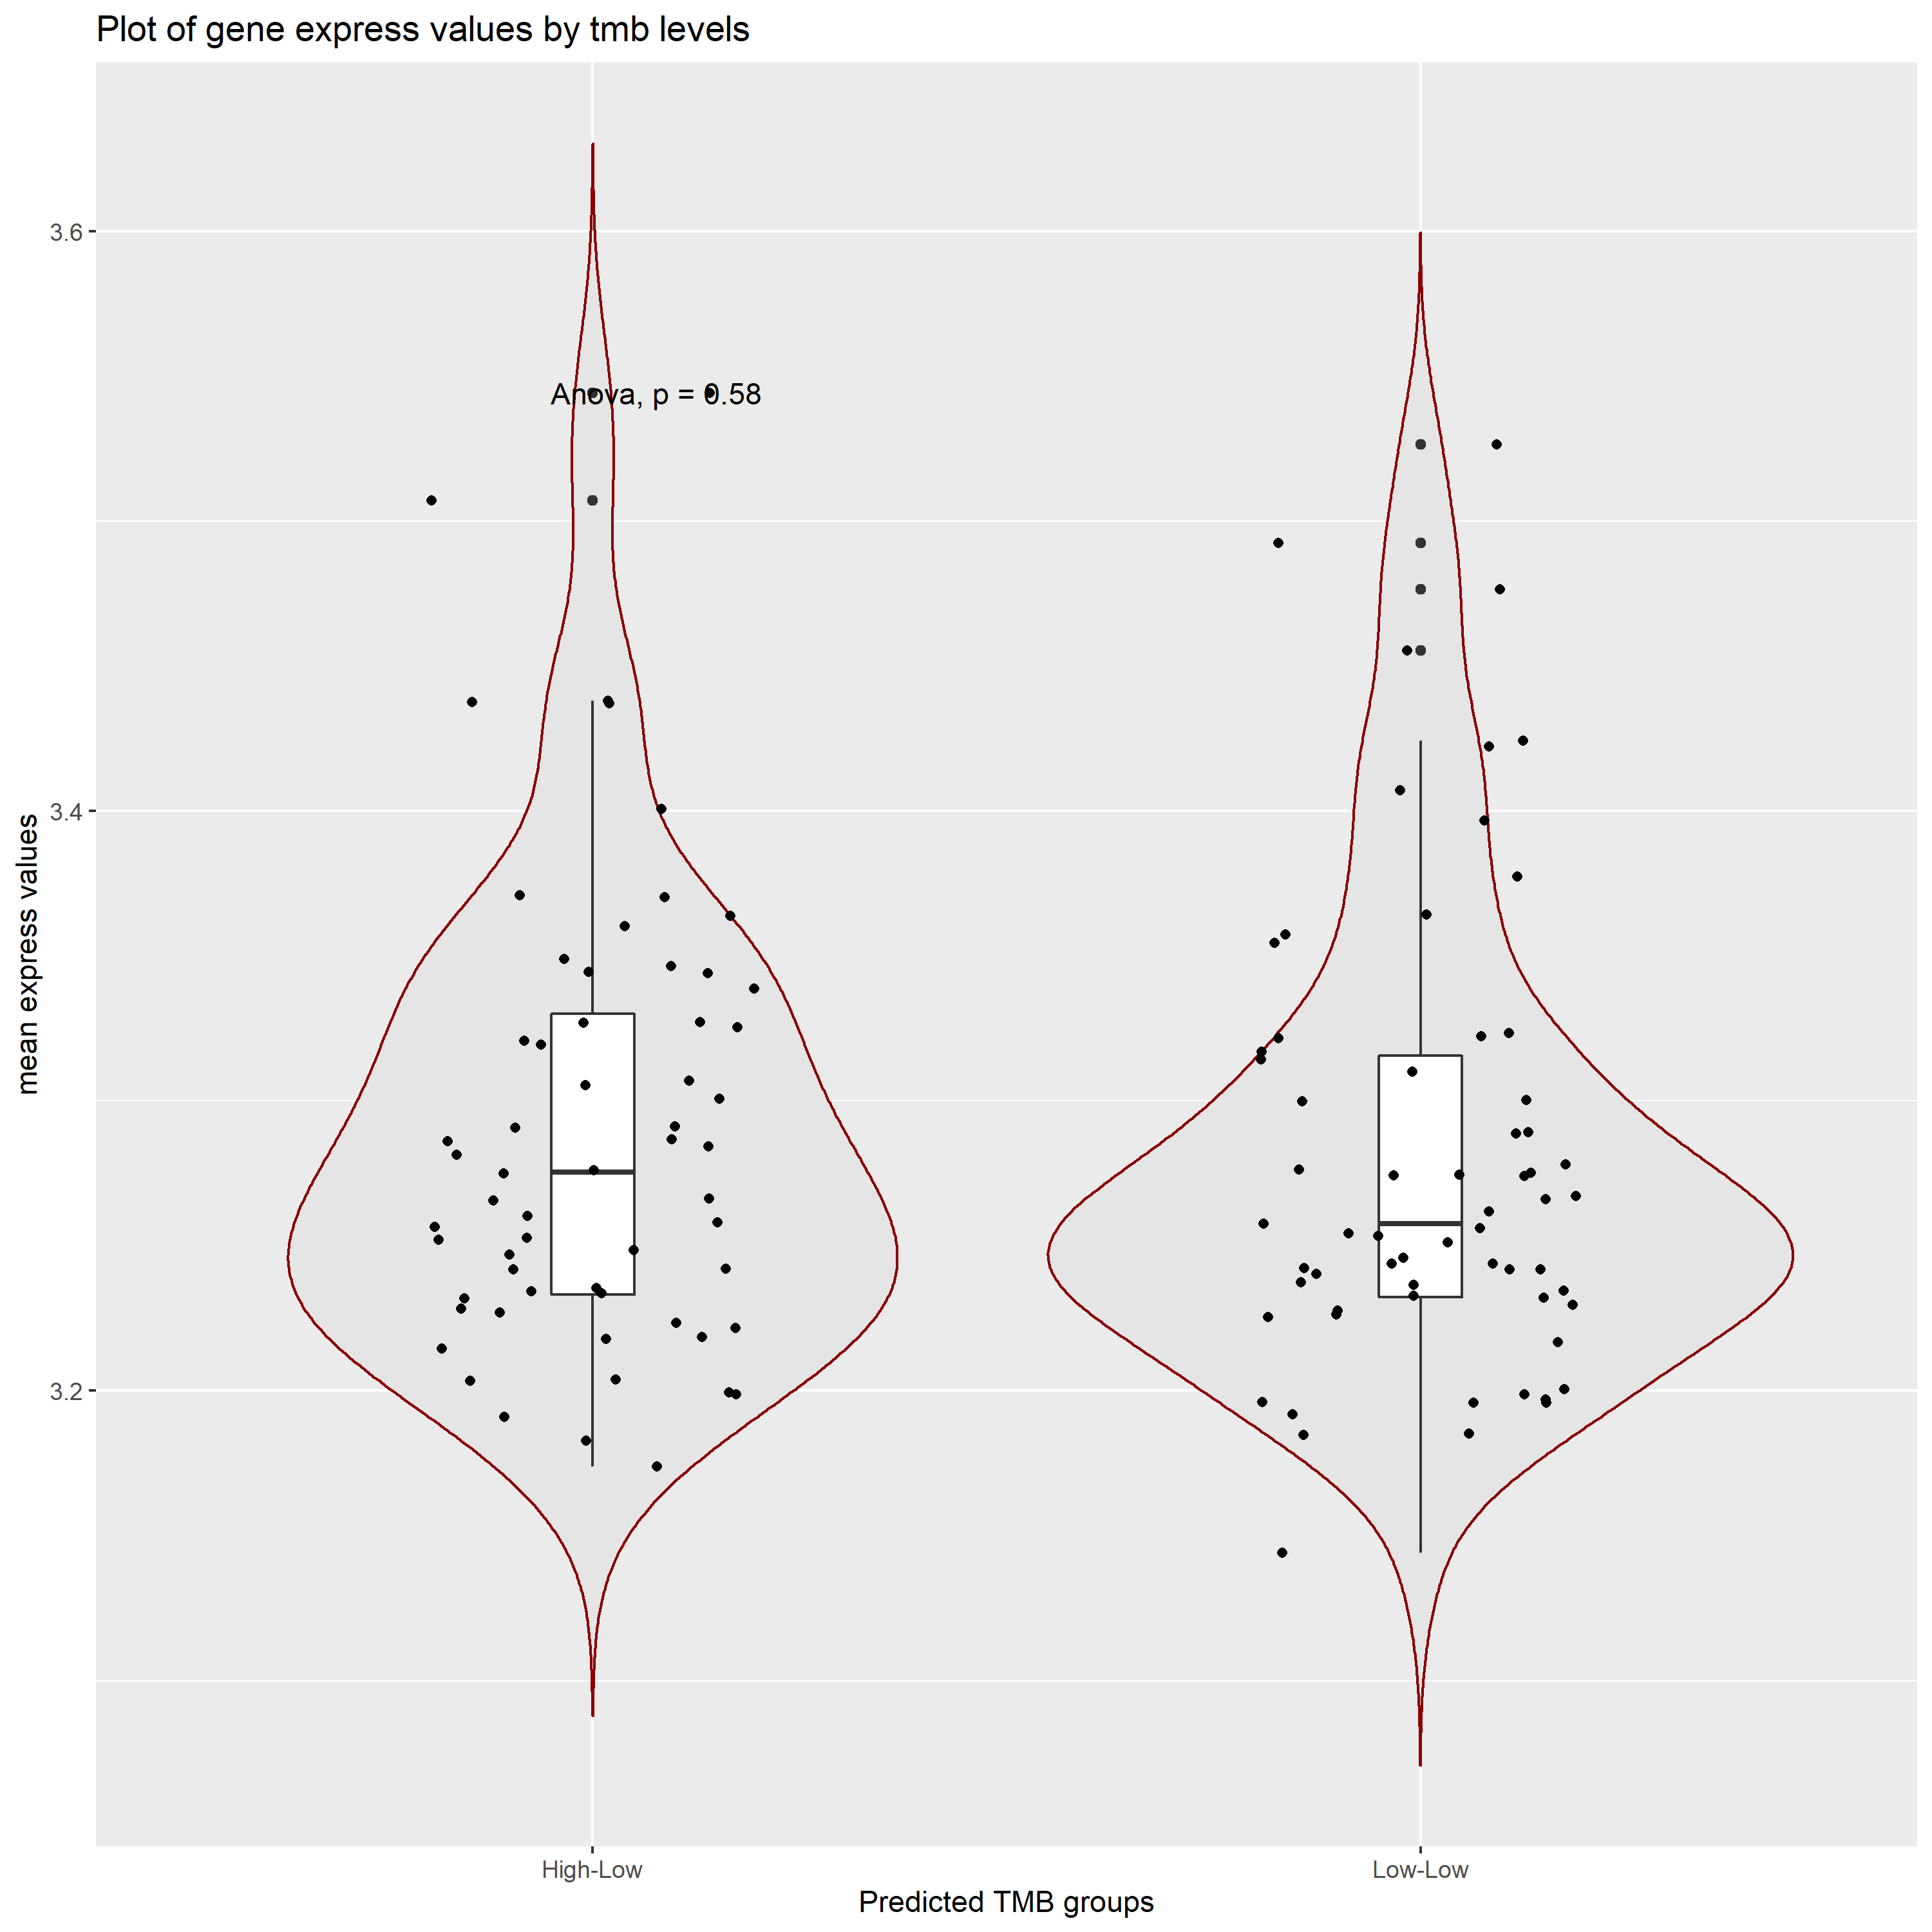 Plot of gene express values by tmb levels
3.6
Anova, p = 0.58
3.4
mean express values
3.2
High-Low
Low-Low
Predicted TMB groups